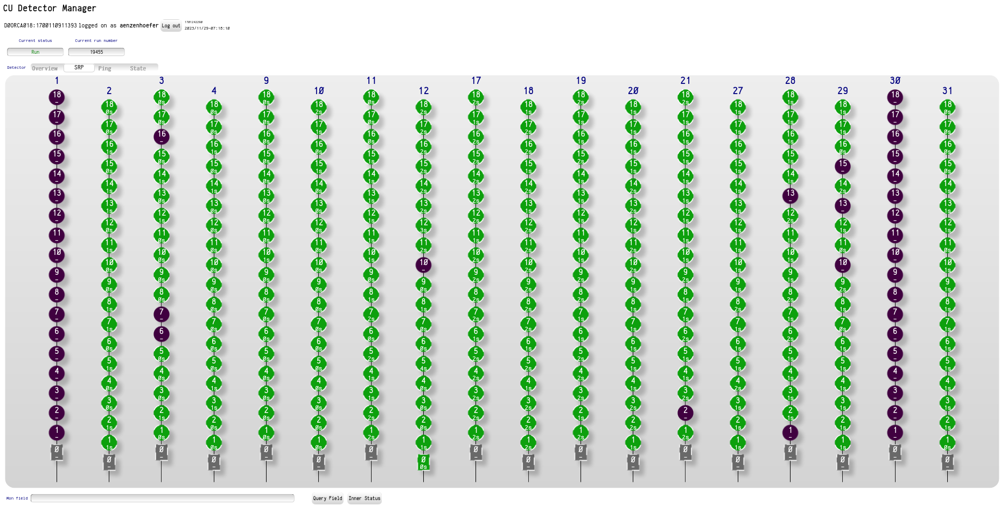 CU Detector Manager
DOORCA018:1700110911393 logged on as aenzenhoefer Log out
1701242290
2023/11/29-07:18:10
Current status Current run number
Run 19455
Detector Overview SRP Ping State
1 3 9 11 17 19 21 28 30
2 4 10 12 18 20 27 29 31
18 18 18 18 18 18 18 18 18
– 0s 0s 0s 2s 2s 2s 1s –
18 18 18 18 18 18 18 18 18
0s 0s 2s 2s 1s 1s 1s 1s 0s
17 17 17 17 17 17 17 17 17
– 0s 0s 0s 1s 1s 1s 1s –
17 17 17 17 17 17 17 17 17
0s 0s 1s 2s 2s 1s 1s 1s 0s
16 16 16 16 16 16 16 16 16
– – 0s 0s 2s 1s 1s 1s –
16 16 16 16 16 16 16 16 16
1s 1s 0s 2s 2s 1s 1s 0s 0s
15 15 15 15 15 15 15 15 15
– 0s 0s 1s 2s 2s 1s 1s –
15 15 15 15 15 15 15 15 15
0s 0s 1s 2s 1s 1s 1s – 0s
14 14 14 14 14 14 14 14 14
– 1s 0s 1s 2s 1s 1s 1s –
14 14 14 14 14 14 14 14 14
1s 1s 0s 2s 2s 2s 1s 2s 1s
13 13 13 13 13 13 13 13 13
– 0s 0s 1s 2s 1s 1s – –
13 13 13 13 13 13 13 13 13
1s 0s 0s 2s 1s 2s 1s – 1s
12 12 12 12 12 12 12 12 12
– 1s 0s 1s 2s 1s 1s 2s –
12 12 12 12 12 12 12 12 12
0s 0s 0s 3s 2s 1s 1s 1s 1s
11 11 11 11 11 11 11 11 11
– 0s 0s 1s 1s 1s 1s 1s –
11 11 11 11 11 11 11 11 11
1s 0s 0s 2s 2s 2s 1s 0s 0s
10 10 10 10 10 10 10 10 10
– 0s 1s 1s 2s 1s 1s 1s –
10 10 10 10 10 10 10 10 10
0s 0s 0s – 2s 2s 1s – 1s
9 9 9 9 9 9 9 9 9
– 0s 0s 0s 2s 2s 2s 1s –
9 9 9 9 9 9 9 9 9
0s 0s 0s 0s 2s 1s 1s 2s 1s
8 8 8 8 8 8 8 8 8
– 0s 0s 1s 2s 2s 1s 2s –
8 8 8 8 8 8 8 8 8
1s 0s 0s 1s 2s 1s 2s 1s 1s
7 7 7 7 7 7 7 7 7
– – 0s 2s 2s 1s 1s 1s –
7 7 7 7 7 7 7 7 7
1s 0s 0s 0s 2s 1s 1s 0s 1s
6 6 6 6 6 6 6 6 6
– – 0s 0s 1s 1s 2s 2s –
6 6 6 6 6 6 6 6 6
0s 0s 0s 0s 1s 1s 1s 1s 1s
5 5 5 5 5 5 5 5 5
– 0s 0s 2s 2s 2s 1s 1s –
5 5 5 5 5 5 5 5 5
1s 0s 0s 4s 2s 1s 1s 1s 1s
4 4 4 4 4 4 4 4 4
– 0s 0s 1s 2s 2s 1s 1s –
4 4 4 4 4 4 4 4 4
0s 1s 0s 0s 1s 1s 2s 1s 1s
3 3 3 3 3 3 3 3 3
– 0s 0s 1s 2s 2s 2s 1s –
3 3 3 3 3 3 3 3 3
0s 1s 0s 0s 2s 2s 1s 1s 1s
2 2 2 2 2 2 2 2 2
– 1s 0s 2s 2s 1s – 1s –
2 2 2 2 2 2 2 2 2
1s 0s 0s 0s 2s 2s 1s 1s 1s
1 1 1 1 1 1 1 1 1
– 0s 0s 2s 2s 2s 2s – –
1 1 1 1 1 1 1 1 1
1s 0s 0s 1s 2s 1s 1s 1s 0s
0 0 0 0 0 0 0 0 0
– – – – – – – – –
0 0 0 0 0 0 0 0 0
– – – 0s – – – – –
Mon field Query Field Inner Status